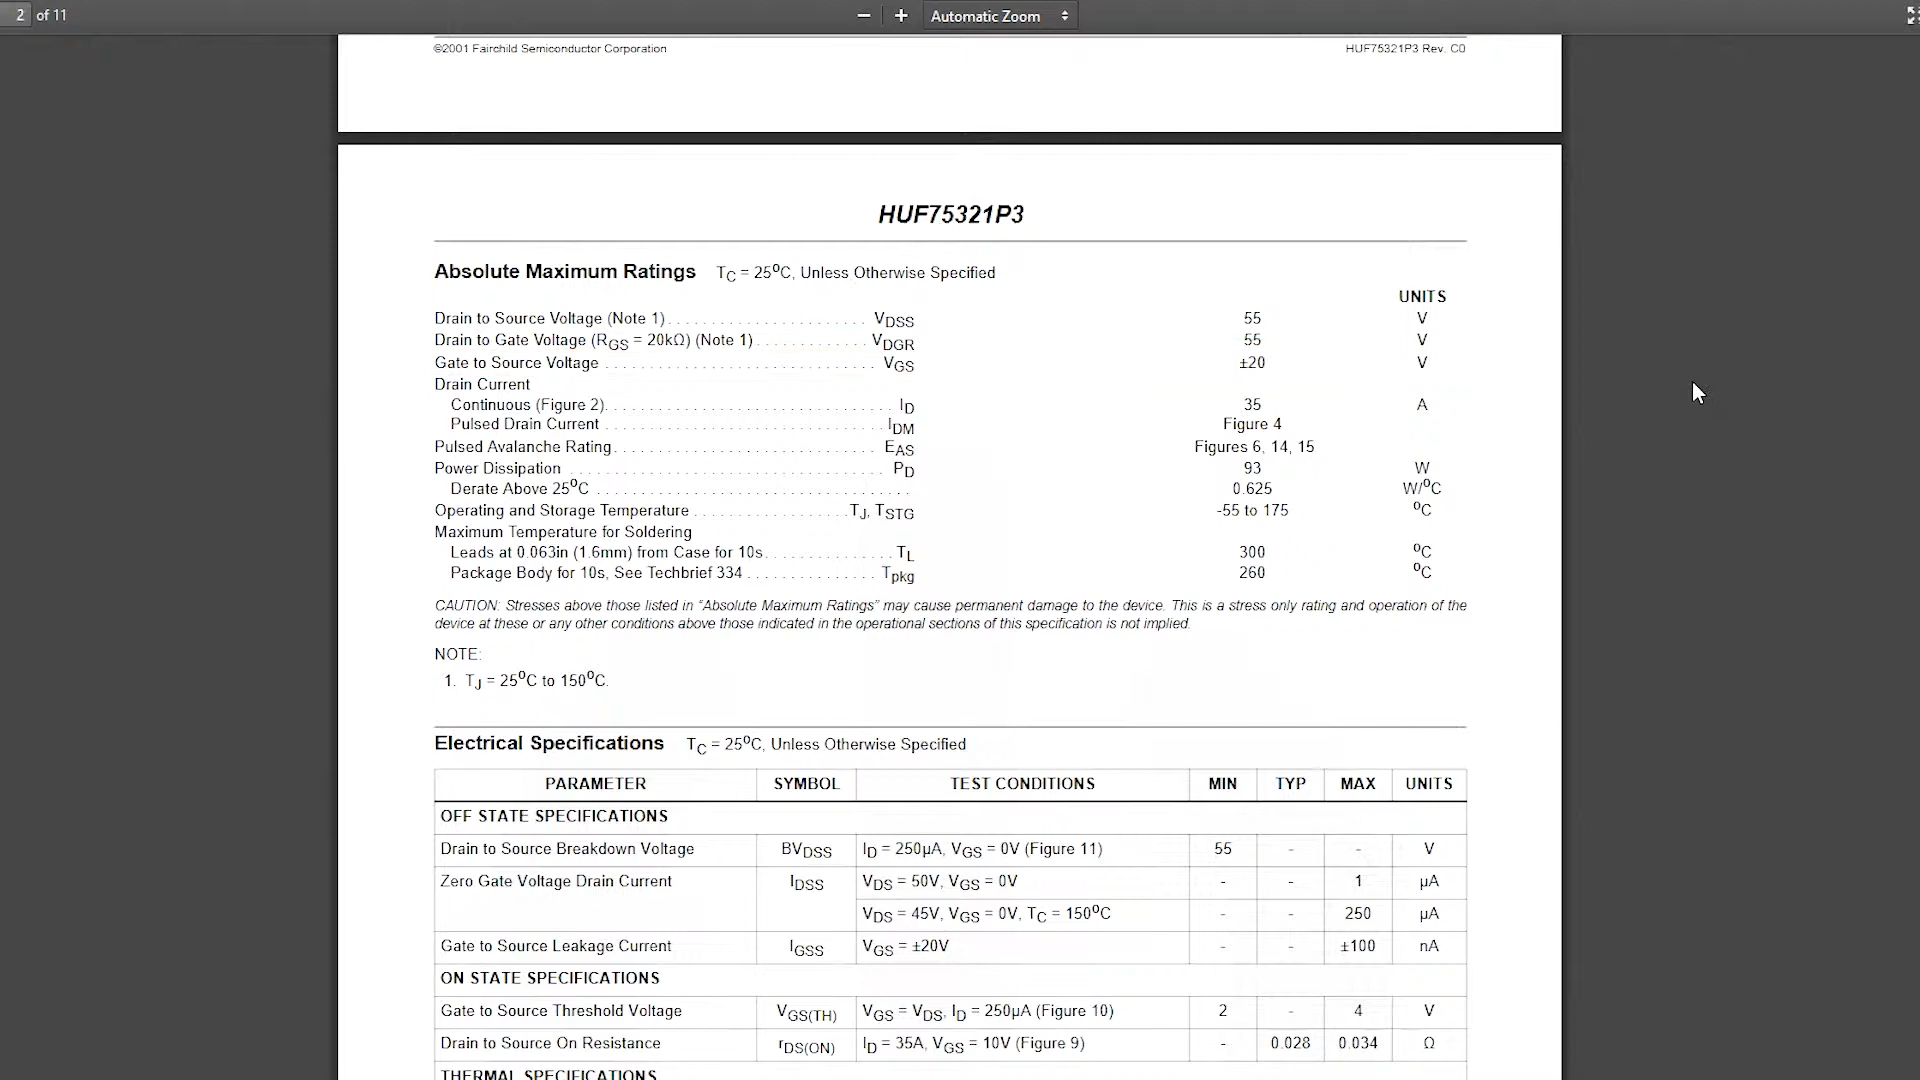 2 of 11
Automatic Zoom
©2001 Fairchild Semiconductor Corporation HUF75321P3 Rev. C0
HUF75321P3
Absolute Maximum Ratings TC = 25ºC, Unless Otherwise Specified
UNITS
Drain to Source Voltage (Note 1) . . . . . . . . . . . . . . . . . . . . . . . VDSS 55 V
Drain to Gate Voltage (RGS = 20kΩ) (Note 1) . . . . . . . . . . . . . VDGR 55 V
Gate to Source Voltage . . . . . . . . . . . . . . . . . . . . . . . . . . . . . VGS ±20 V
Drain Current
Continuous (Figure 2). . . . . . . . . . . . . . . . . . . . . . . . . . . . . . ID 35 A
Pulsed Drain Current . . . . . . . . . . . . . . . . . . . . . . . . . . . . . . IDM Figure 4
Pulsed Avalanche Rating. . . . . . . . . . . . . . . . . . . . . . . . . . . . EAS Figures 6, 14, 15
Power Dissipation . . . . . . . . . . . . . . . . . . . . . . . . . . . . . . . . . PD 93 W
Derate Above 25ºC . . . . . . . . . . . . . . . . . . . . . . . . . . . . . . . . . 0.625 W/ºC
Operating and Storage Temperature . . . . . . . . . . . . . . . . . TJ, TSTG -55 to 175 ºC
Maximum Temperature for Soldering
Leads at 0.063in (1.6mm) from Case for 10s. . . . . . . . . . . . . . TL 300 ºC
Package Body for 10s, See Techbrief 334 . . . . . . . . . . . . . . Tpkg 260 ºC
CAUTION: Stresses above those listed in “Absolute Maximum Ratings” may cause permanent damage to the device. This is a stress only rating and operation of the
device at these or any other conditions above those indicated in the operational sections of this specification is not implied.
NOTE:
1. TJ = 25ºC to 150ºC.
Electrical Specifications TC = 25ºC, Unless Otherwise Specified
PARAMETER SYMBOL TEST CONDITIONS MIN TYP MAX UNITS
OFF STATE SPECIFICATIONS
Drain to Source Breakdown Voltage BVDSS ID = 250µA, VGS = 0V (Figure 11) 55 - - V
Zero Gate Voltage Drain Current IDSS VDS = 50V, VGS = 0V - - 1 µA
VDS = 45V, VGS = 0V, TC = 150ºC - - 250 µA
Gate to Source Leakage Current IGSS VGS = ±20V - - ±100 nA
ON STATE SPECIFICATIONS
Gate to Source Threshold Voltage VGS(TH) VGS = VDS, ID = 250µA (Figure 10) 2 - 4 V
Drain to Source On Resistance rDS(ON) ID = 35A, VGS = 10V (Figure 9) - 0.028 0.034 Ω
THERMAL SPECIFICATIONS